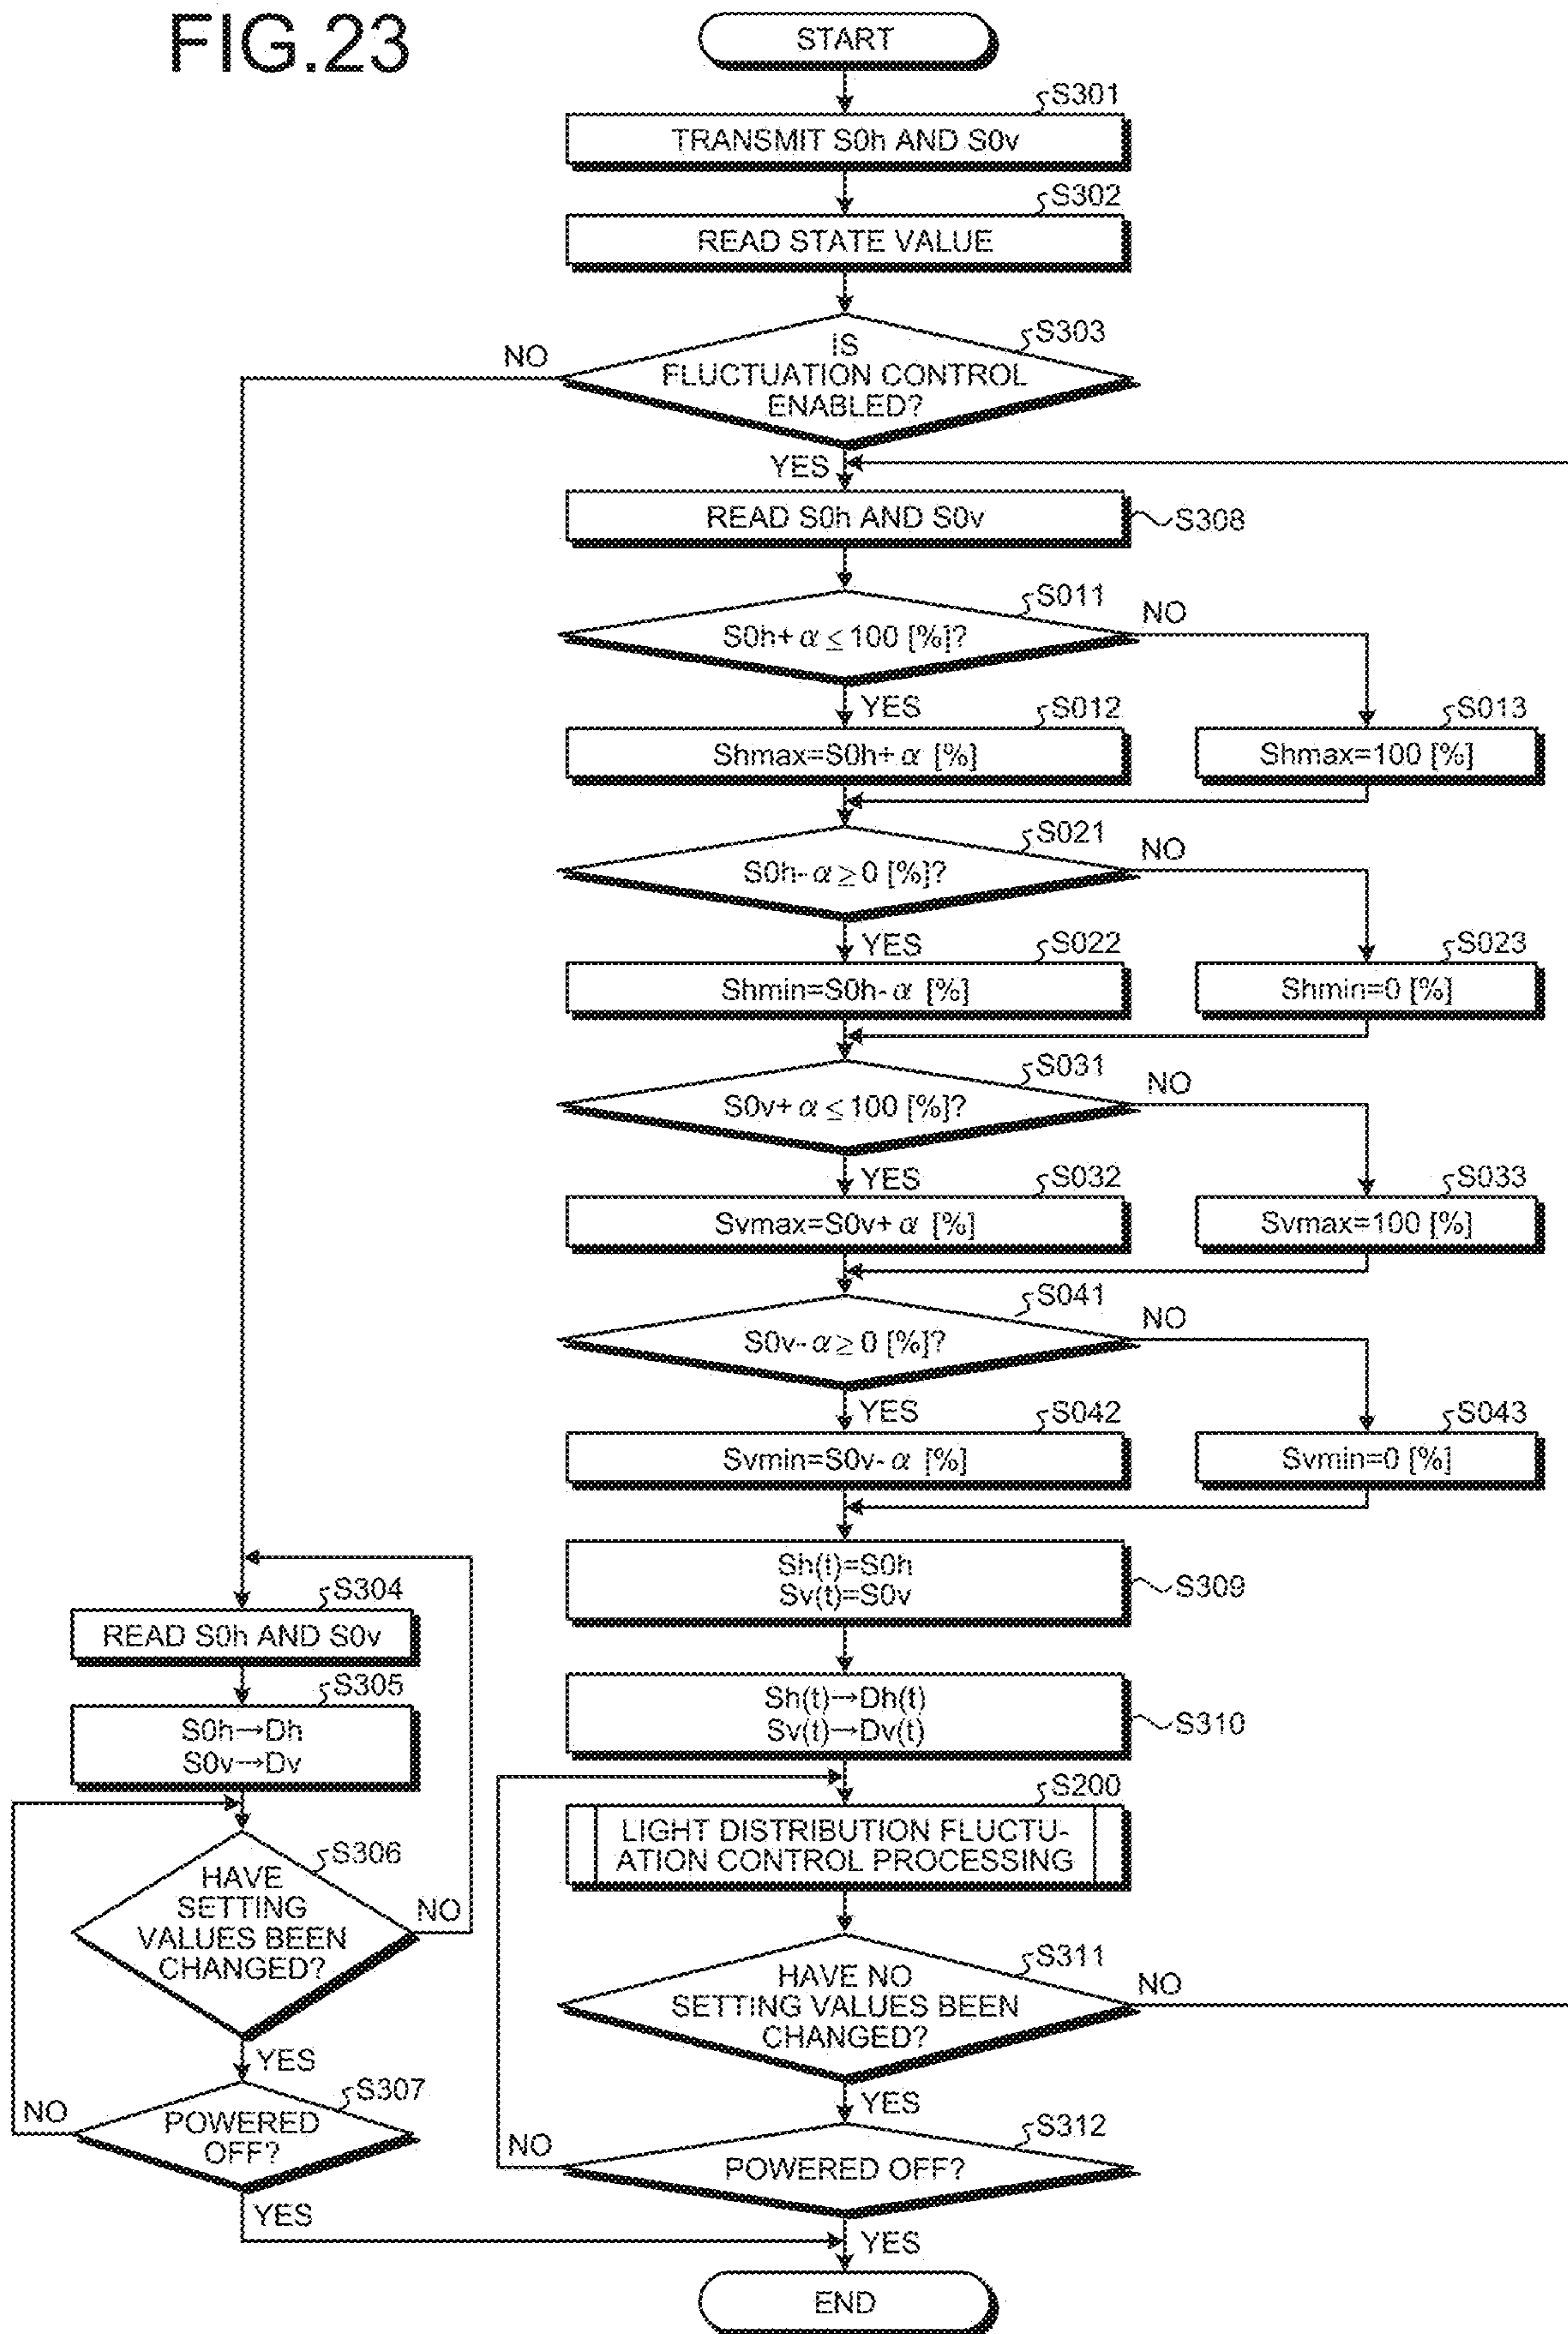 FIG.23
START
S301
TRANSMIT S0h AND S0v
S302
READ STATE VALUE
S303
IS
FLUCTUATION CONTROL
ENABLED?
NO
YES
READ S0h AND S0v
S308
S011
S0h+α≤100 [%]?
NO
YES
S012
Shmax=S0h+α [%]
S013
Shmax=100 [%]
S021
S0h-α≥0 [%]?
NO
YES
S022
Shmin=S0h-α [%]
S023
Shmin=0 [%]
S031
S0v+α≤100 [%]?
NO
YES
S032
Svmax=S0v+α [%]
S033
Svmax=100 [%]
S041
S0v-α≥0 [%]?
NO
YES
S042
Svmin=S0v-α [%]
S043
Svmin=0 [%]
Sh(t)=S0h
Sv(t)=S0v
S309
S304
READ S0h AND S0v
S305
S0h→Dh
S0v→Dv
Sh(t)→Dh(t)
Sv(t)→Dv(t)
S310
S200
LIGHT DISTRIBUTION FLUCTU-
ATION CONTROL PROCESSING
S306
HAVE
SETTING
VALUES BEEN
CHANGED?
NO
YES
S311
HAVE NO
SETTING VALUES BEEN
CHANGED?
NO
YES
S307
POWERED
OFF?
NO
YES
S312
POWERED OFF?
NO
YES
END